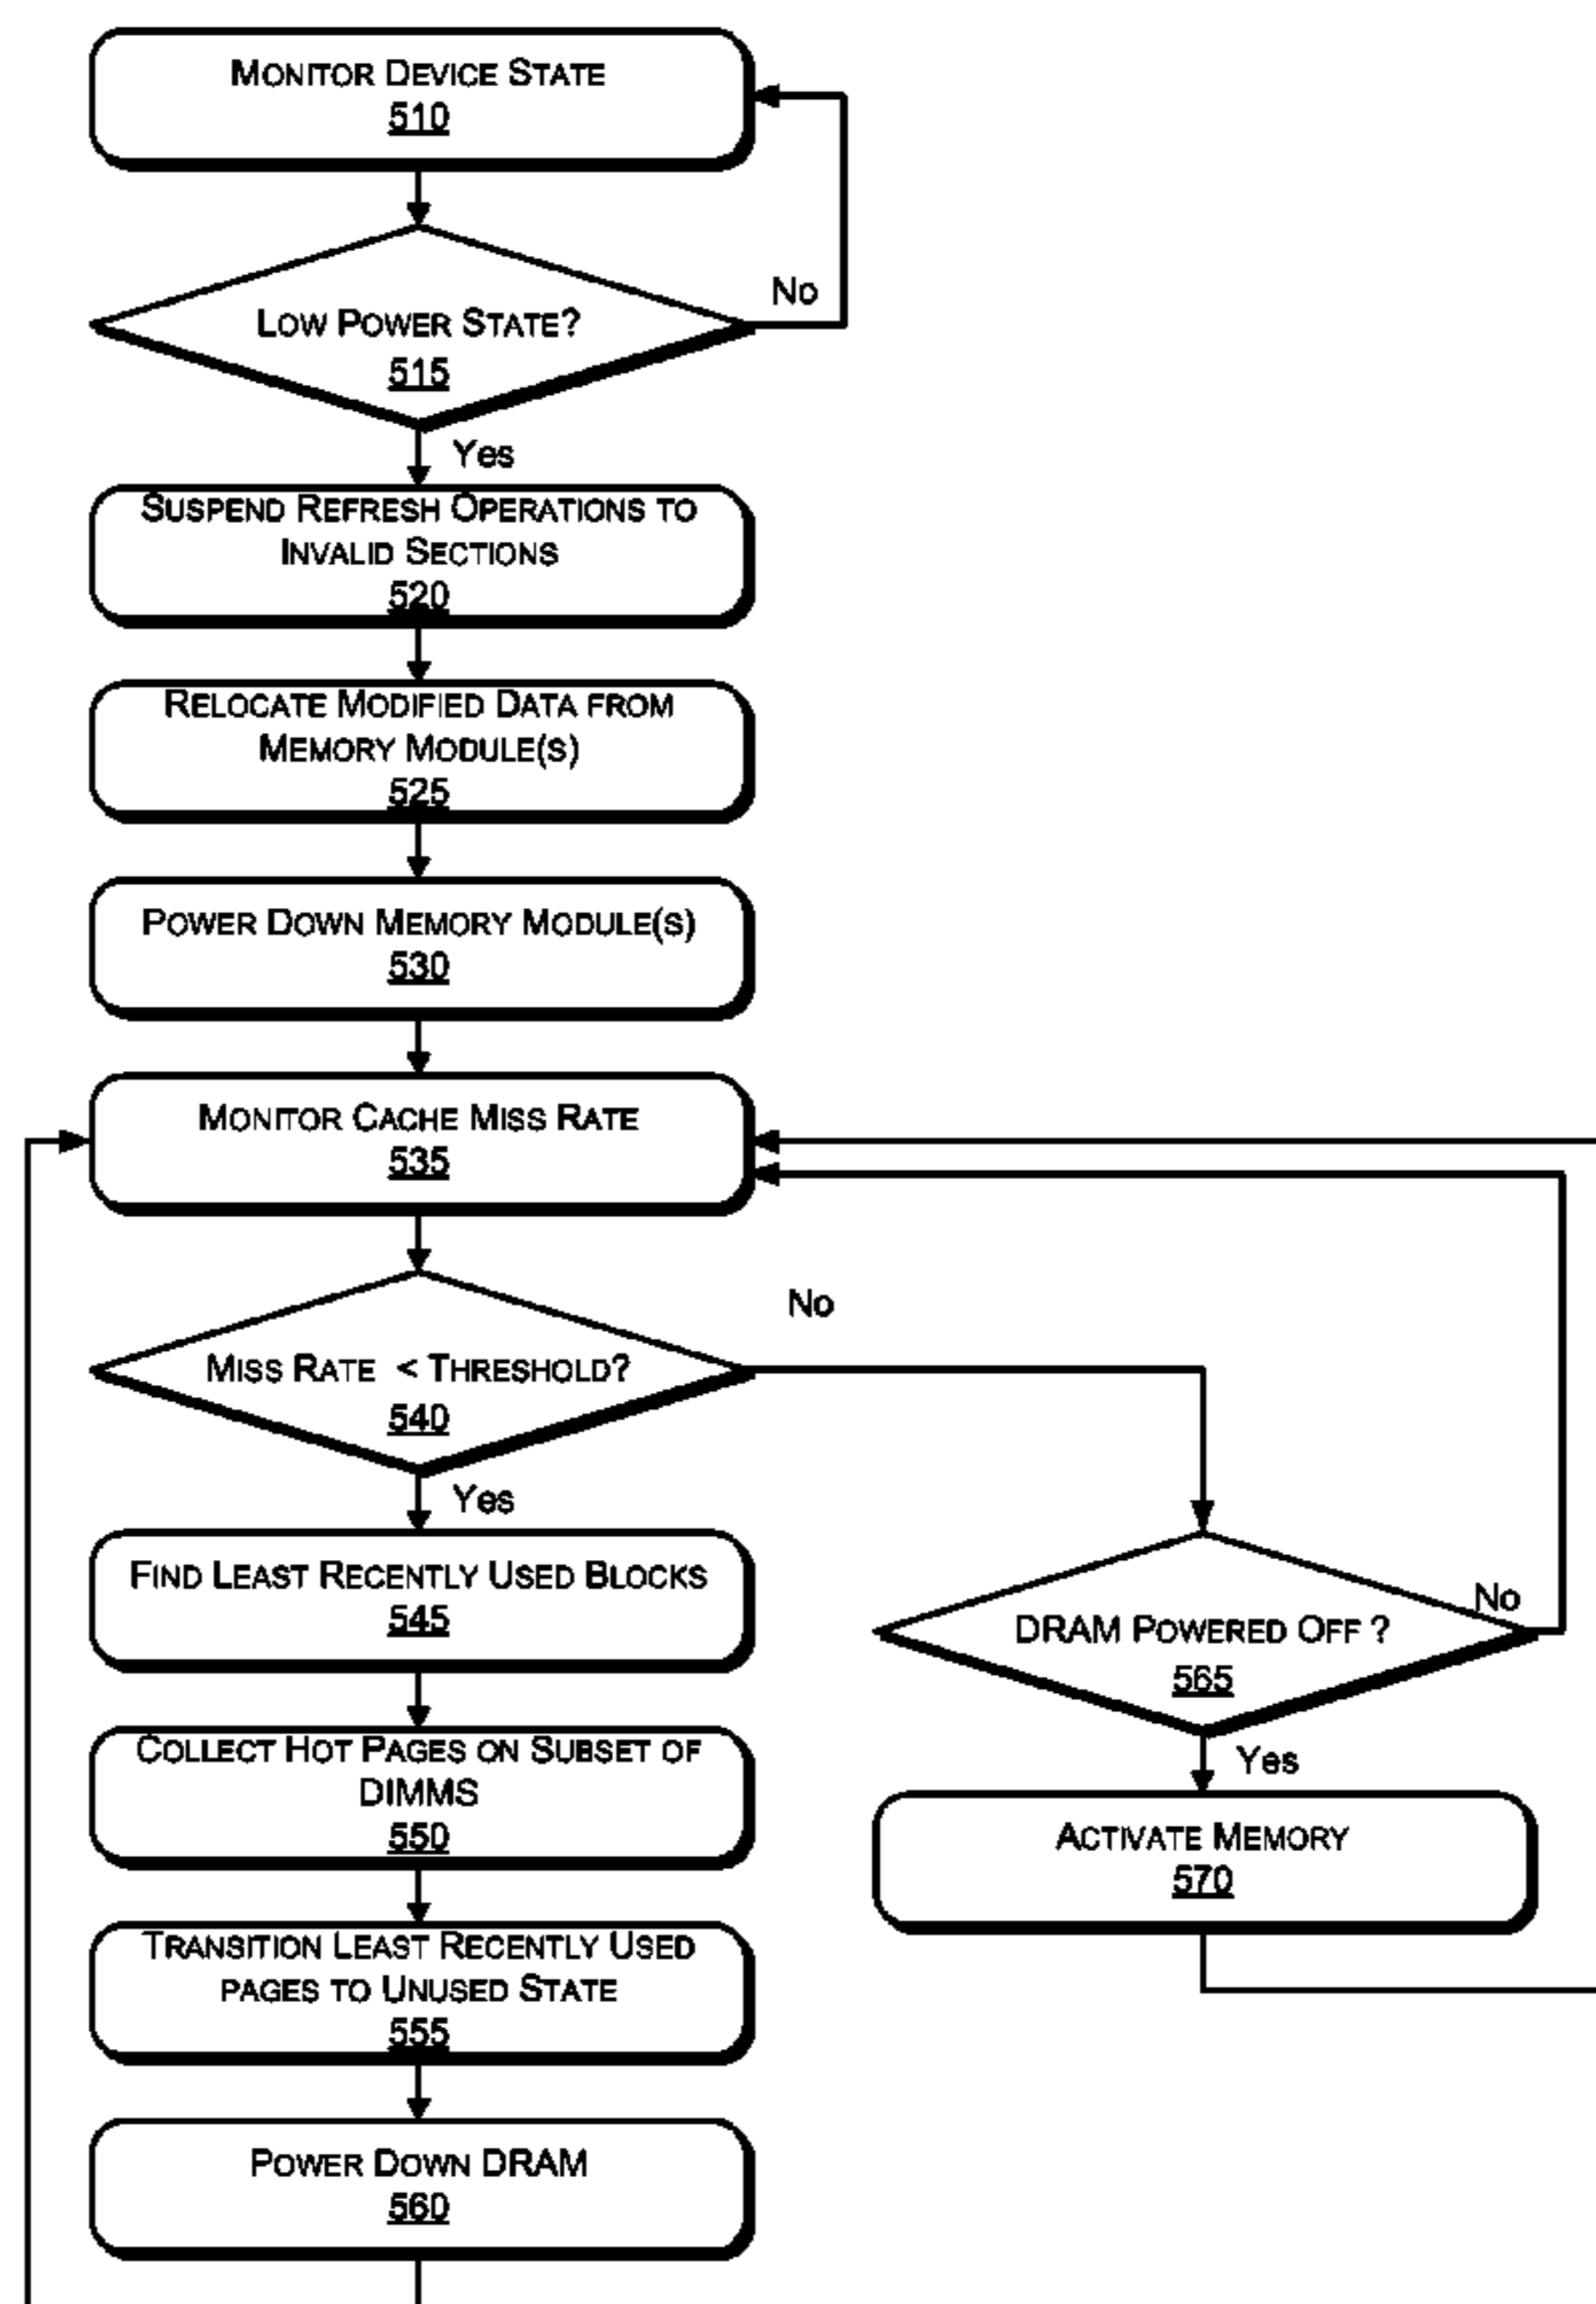 Monitor Device State
510
Low Power State?
515
No
Yes
Suspend Refresh Operations to
Invalid Sections
520
Relocate Modified Data from
Memory Module(s)
525
Power Down Memory Module(s)
530
Monitor Cache Miss Rate
535
Miss Rate < Threshold?
540
No
Yes
Find Least Recently Used Blocks
545
Collect Hot Pages on Subset of
DIMMs
550
Transition Least Recently Used
pages to Unused State
555
Power Down DRAM
560
DRAM Powered Off ?
565
No
Yes
Activate Memory
570